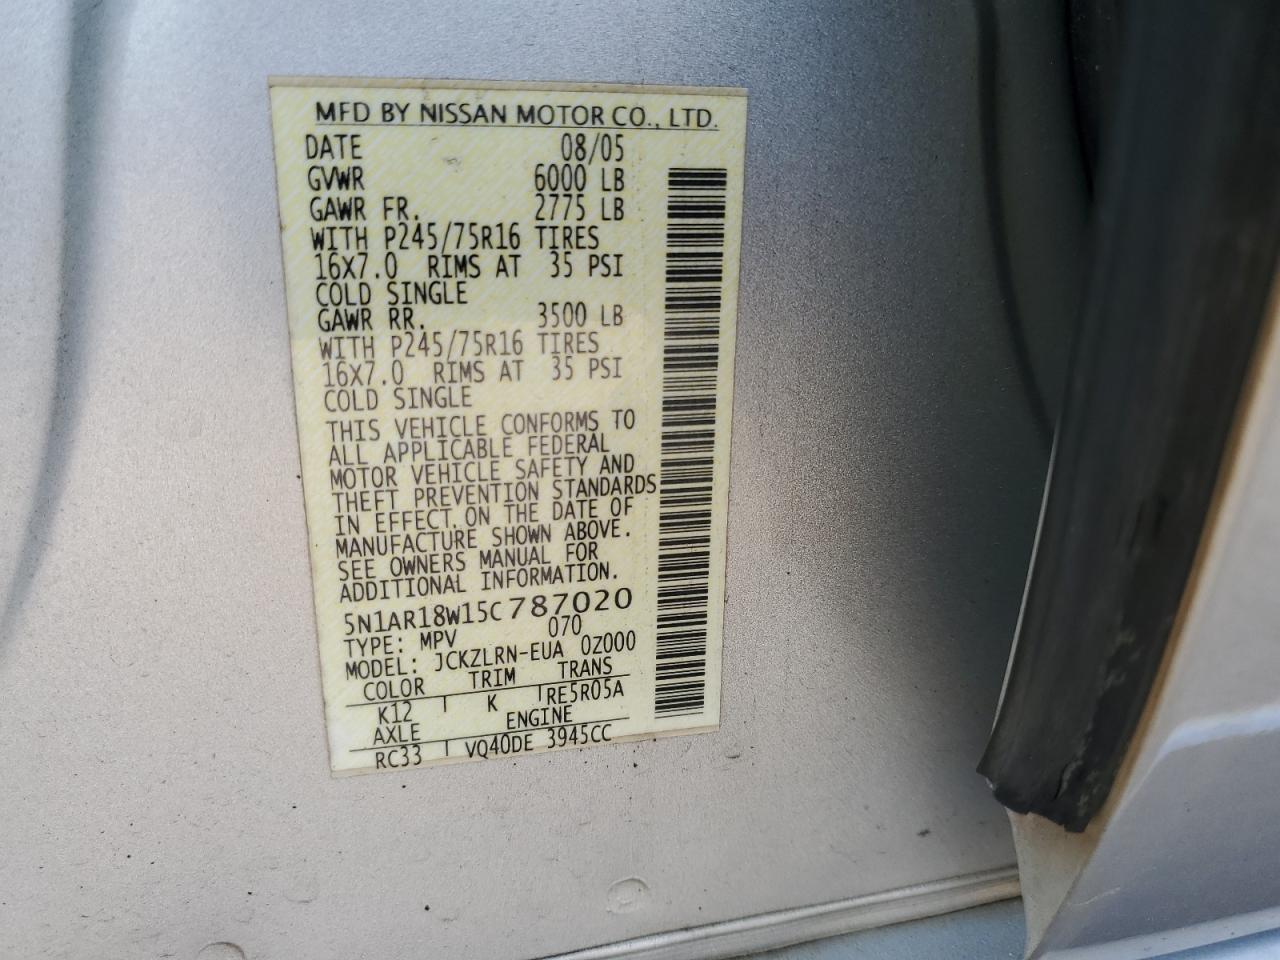 MFD BY NISSAN MOTOR CO., LTD.
DATE 08/05
GVWR 6000 LB
GAWR FR. 2775 LB
WITH P245/75R16 TIRES
16X7.0 RIMS AT 35 PSI
COLD SINGLE
GAWR RR. 3500 LB
WITH P245/75R16 TIRES
16X7.0 RIMS AT 35 PSI
COLD SINGLE
THIS VEHICLE CONFORMS TO
ALL APPLICABLE FEDERAL
MOTOR VEHICLE SAFETY AND
THEFT PREVENTION STANDARDS
IN EFFECT ON THE DATE OF
MANUFACTURE SHOWN ABOVE.
SEE OWNERS MANUAL FOR
ADDITIONAL INFORMATION.
5N1AR18W15C787020
TYPE: MPV 070
MODEL: JCKZLRN-EUA 0Z000
COLOR TRIM TRANS
K12 K RE5R05A
AXLE ENGINE
RC33 VQ40DE 3945CC